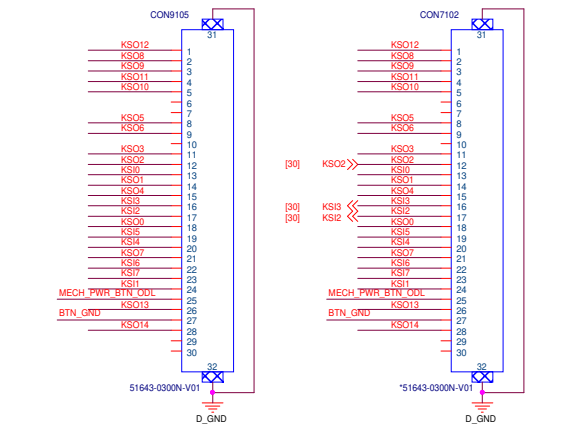 CON9105
31
KSO12
1
KSO8
2
KSO9
3
KSO11
4
KSO10
5
6
7
KSO5
8
KSO6
9
10
KSO3
11
KSO2
12
KSI0
13
KSO1
14
KSO4
15
KSI3
16
KSI2
17
KSO0
18
KSI5
19
KSI4
20
KSO7
21
KSI6
22
KSI7
23
KSI1
24
MECH_PWR_BTN_ODL
25
KSO13
26
BTN_GND
27
KSO14
28
29
30
32
51643-0300N-V01
D_GND
CON7102
31
KSO12
1
KSO8
2
KSO9
3
KSO11
4
KSO10
5
6
7
KSO5
8
KSO6
9
10
KSO3
11
[30] KSO2 KSO2
12
KSI0
13
KSO1
14
KSO4
15
[30] KSI3 KSI3
16
[30] KSI2 KSI2
17
KSO0
18
KSI5
19
KSI4
20
KSO7
21
KSI6
22
KSI7
23
KSI1
24
MECH_PWR_BTN_ODL
25
KSO13
26
BTN_GND
27
KSO14
28
29
30
32
*51643-0300N-V01
D_GND